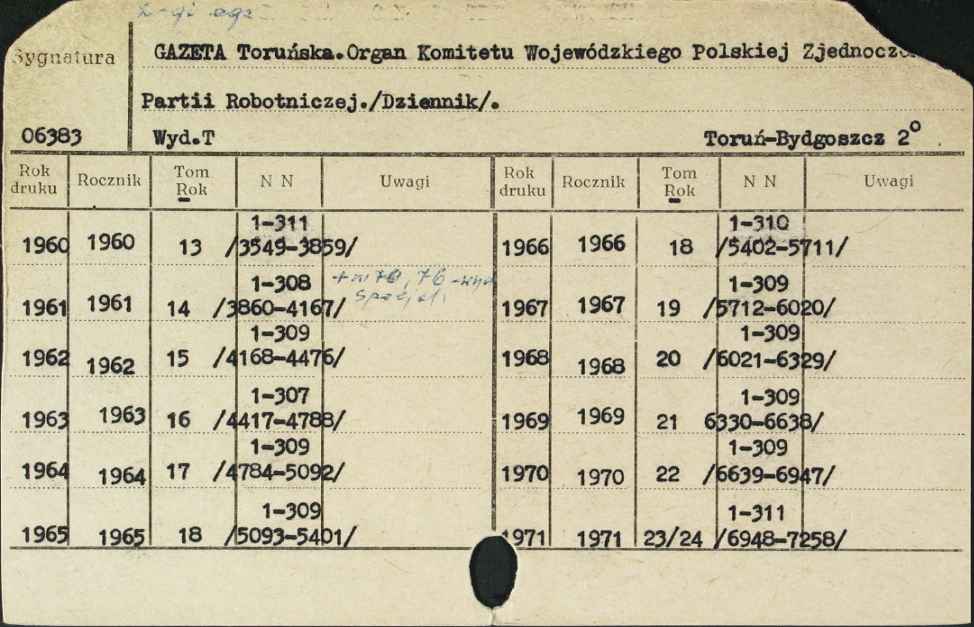 Sygnatura
GAZETA Toruńska.Organ Komitetu Wojewódzkiego Polskiej
Partii Robotniczej./Dziennik/.
06383 Wyd.T Toruń-Bydgoszcz 2°
Rok druku Rocznik Tom Rok N N Uwagi Rok druku Rocznik Tom Rok N N Uwagi
1960 1960 13 1-311 /3549-3859/
1961 1961 14 1-308 /3860-4167/
1962 1962 15 1-309 /4168-4476/
1963 1963 16 1-307 /4417-4788/
1964 1964 17 1-309 /4784-5092/
1965 1965 18 1-309 /5093-5401/
1966 1966 18 1-310 /5402-5711/
1967 1967 19 1-309 /5712-6020/
1968 1968 20 1-309 /6021-6329/
1969 1969 21 1-309 6330-6638/
1970 1970 22 1-309 /6639-6947/
1971 1971 23/24 1-311 /6948-7258/